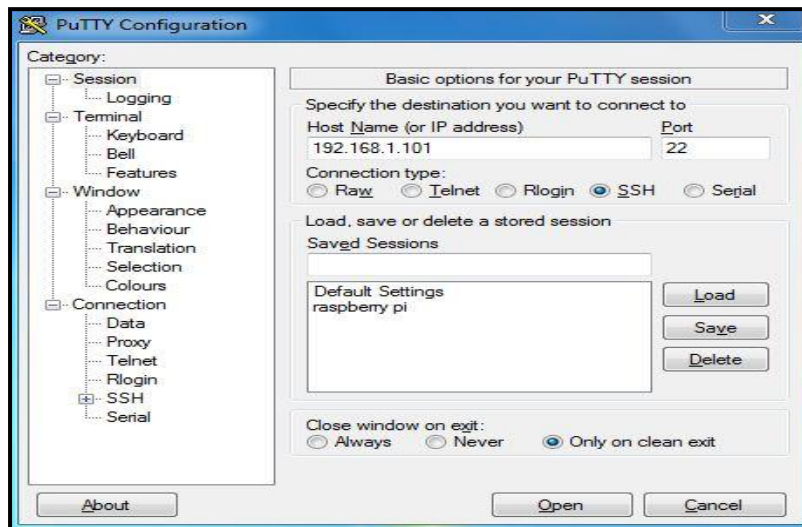 PuTTY Configuration
X
Category:
Session
Logging
Terminal
Keyboard
Bell
Features
Window
Appearance
Behaviour
Translation
Selection
Colours
Connection
Data
Proxy
Telnet
Rlogin
SSH
Serial
Basic options for your PuTTY session
Specify the destination you want to connect to
Host Name (or IP address) Port
192.168.1.101 22
Connection type:
Raw Telnet Rlogin SSH Serial
Load, save or delete a stored session
Saved Sessions
Default Settings
raspberry pi
Load
Save
Delete
Close window on exit:
Always Never Only on clean exit
About Open Cancel